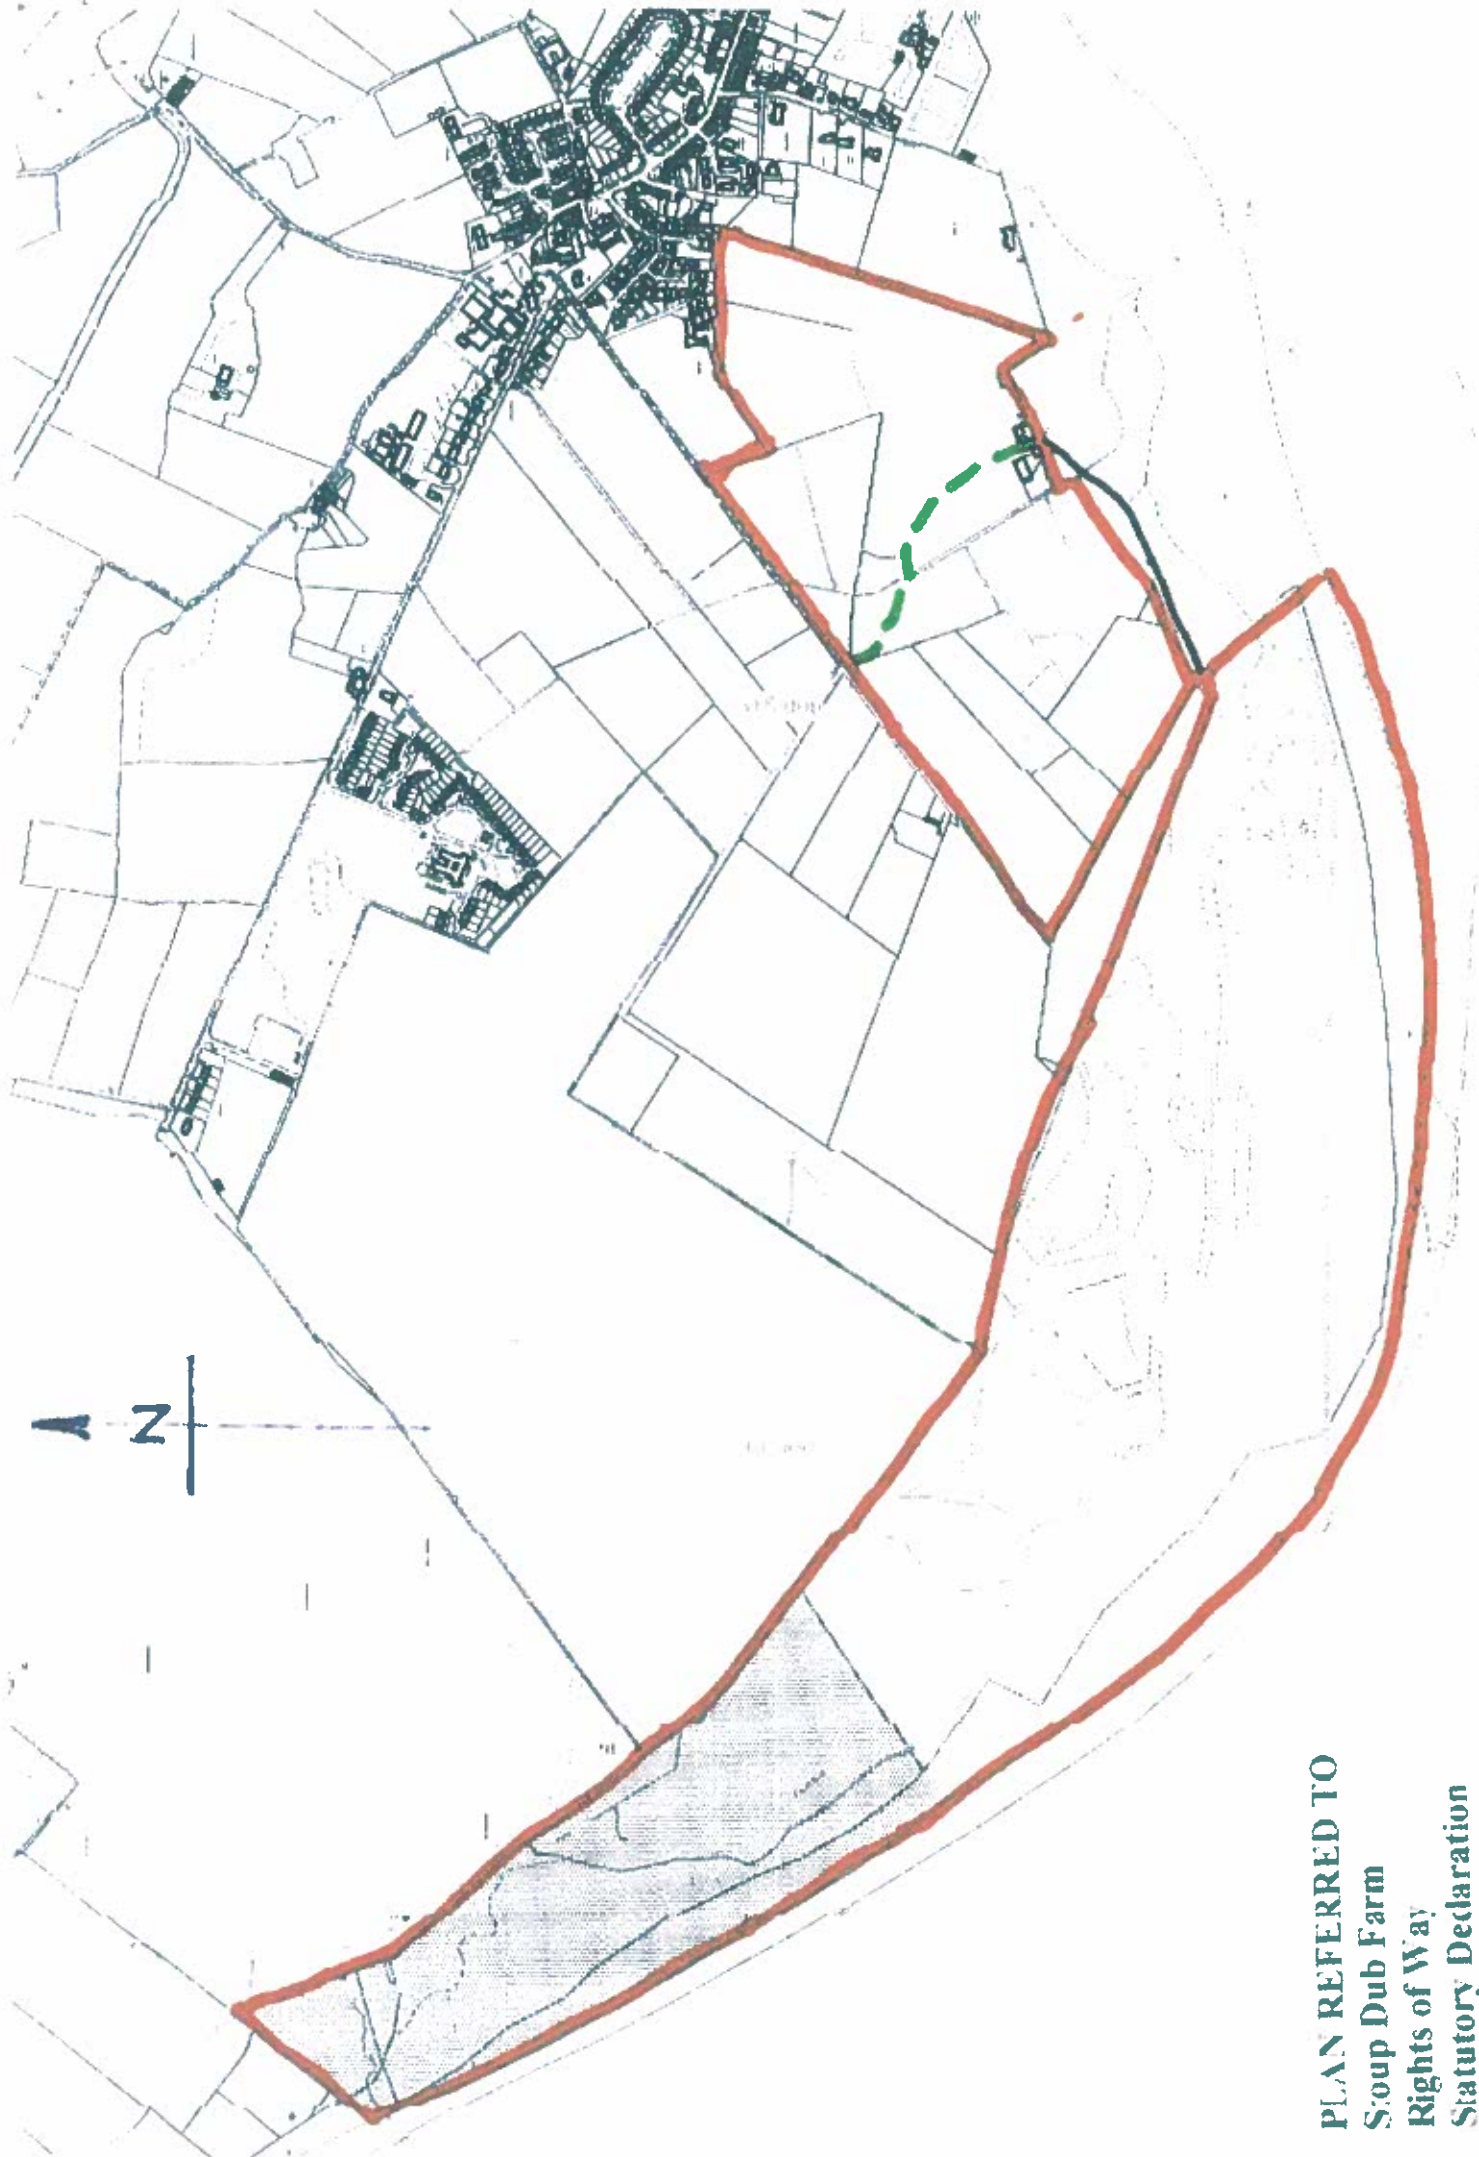 N
PLAN REFERRED TO
Stoup Dub Farm
Rights of Way
Statutory Declaration